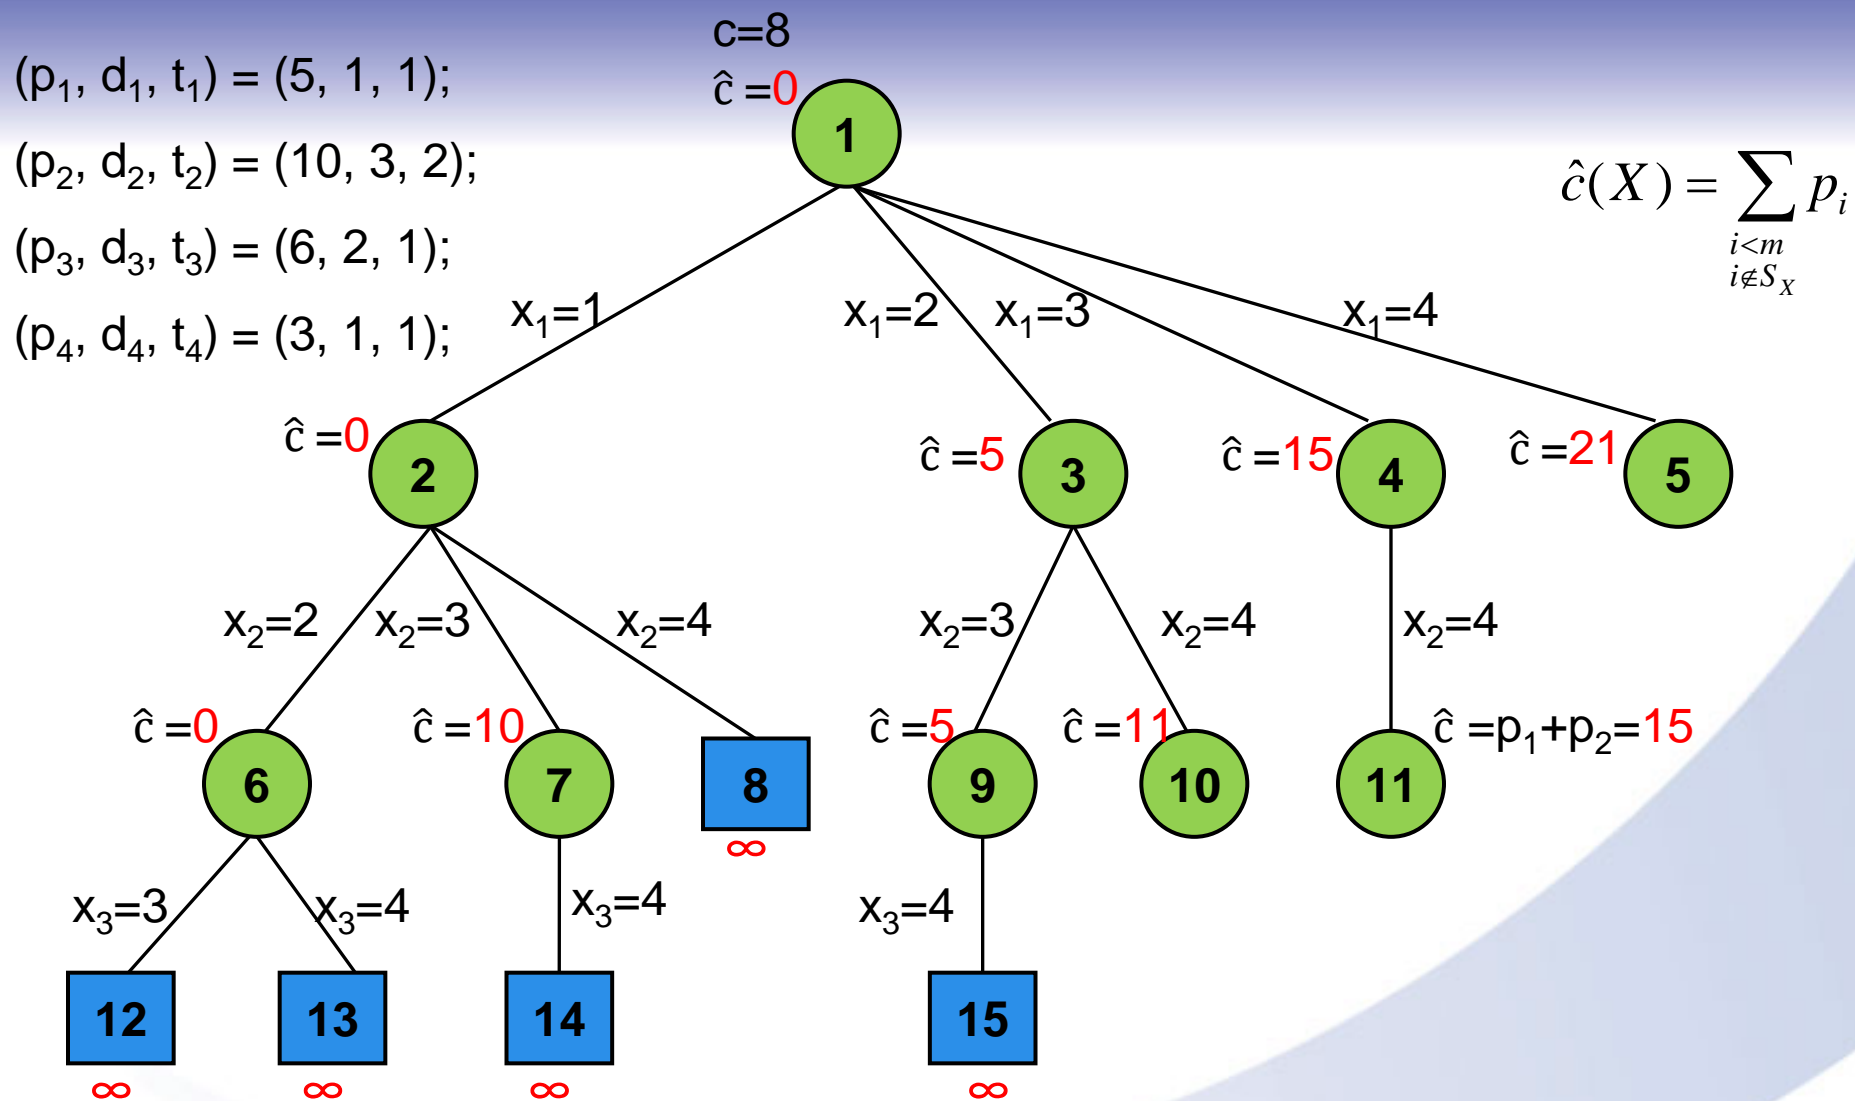 c=8
ĉ =0
(p₁, d₁, t₁) = (5, 1, 1);
(p₂, d₂, t₂) = (10, 3, 2);
(p₃, d₃, t₃) = (6, 2, 1);
(p₄, d₄, t₄) = (3, 1, 1);
1
ĉ(X) = ∑ pᵢ
i<m
i∉S_X
x₁=1 x₁=2 x₁=3 x₁=4
ĉ =0 ĉ =5 ĉ =15 ĉ =21
2 3 4 5
x₂=2 x₂=3 x₂=4 x₂=3 x₂=4 x₂=4
ĉ =0 ĉ =10 ĉ =5 ĉ =11 ĉ =p₁+p₂=15
6 7 8 9 10 11
∞
x₃=3 x₃=4 x₃=4 x₃=4
12 13 14 15
∞ ∞ ∞ ∞